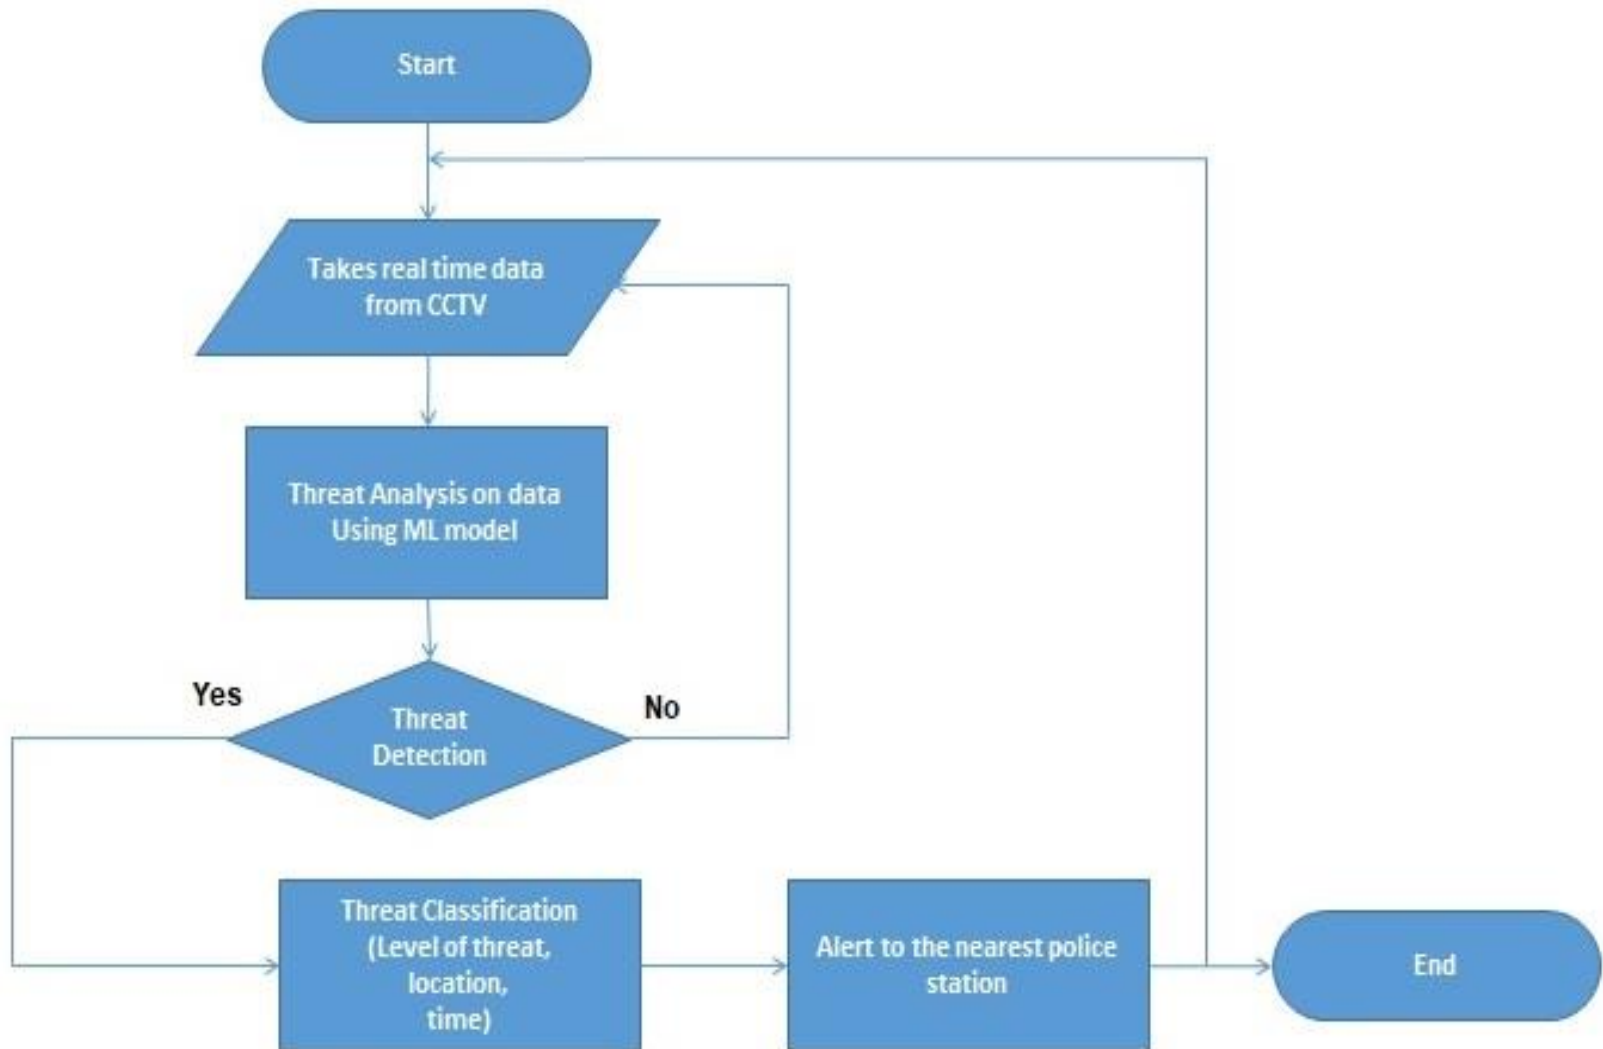 Start
Takes real time data
from CCTV
Threat Analysis on data
Using ML model
Yes
No
Threat
Detection
Threat Classification
(Level of threat,
location,
time)
Alert to the nearest police
station
End